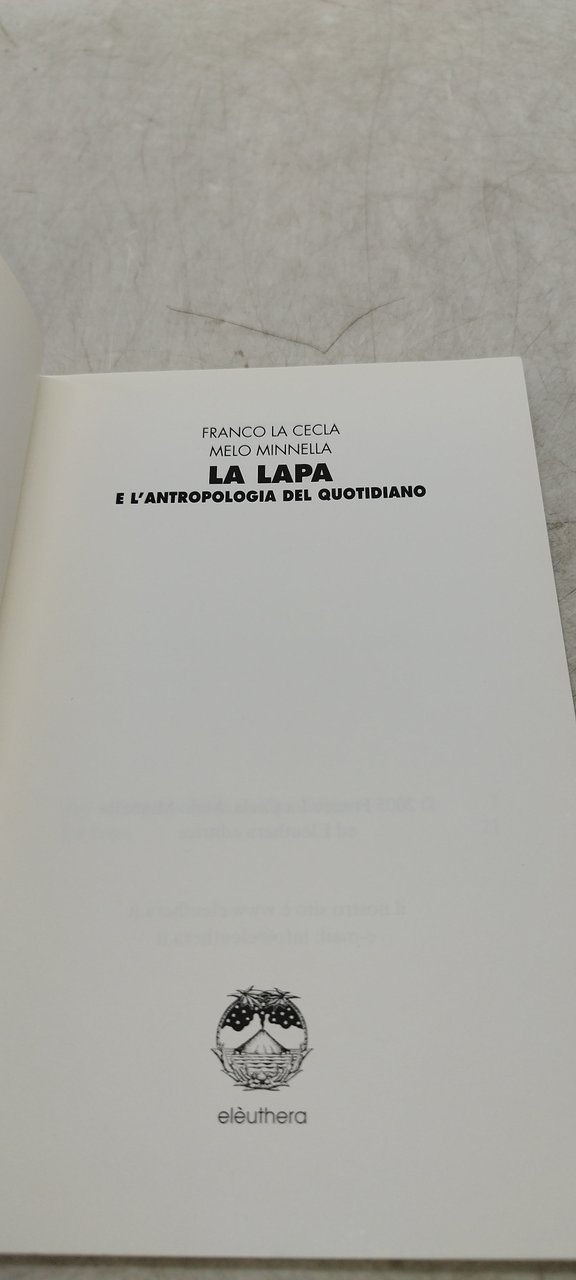 FRANCO LA CECLA
MELO MINNELLA
LA LAPA
E L'ANTROPOLOGIA DEL QUOTIDIANO
elèuthera